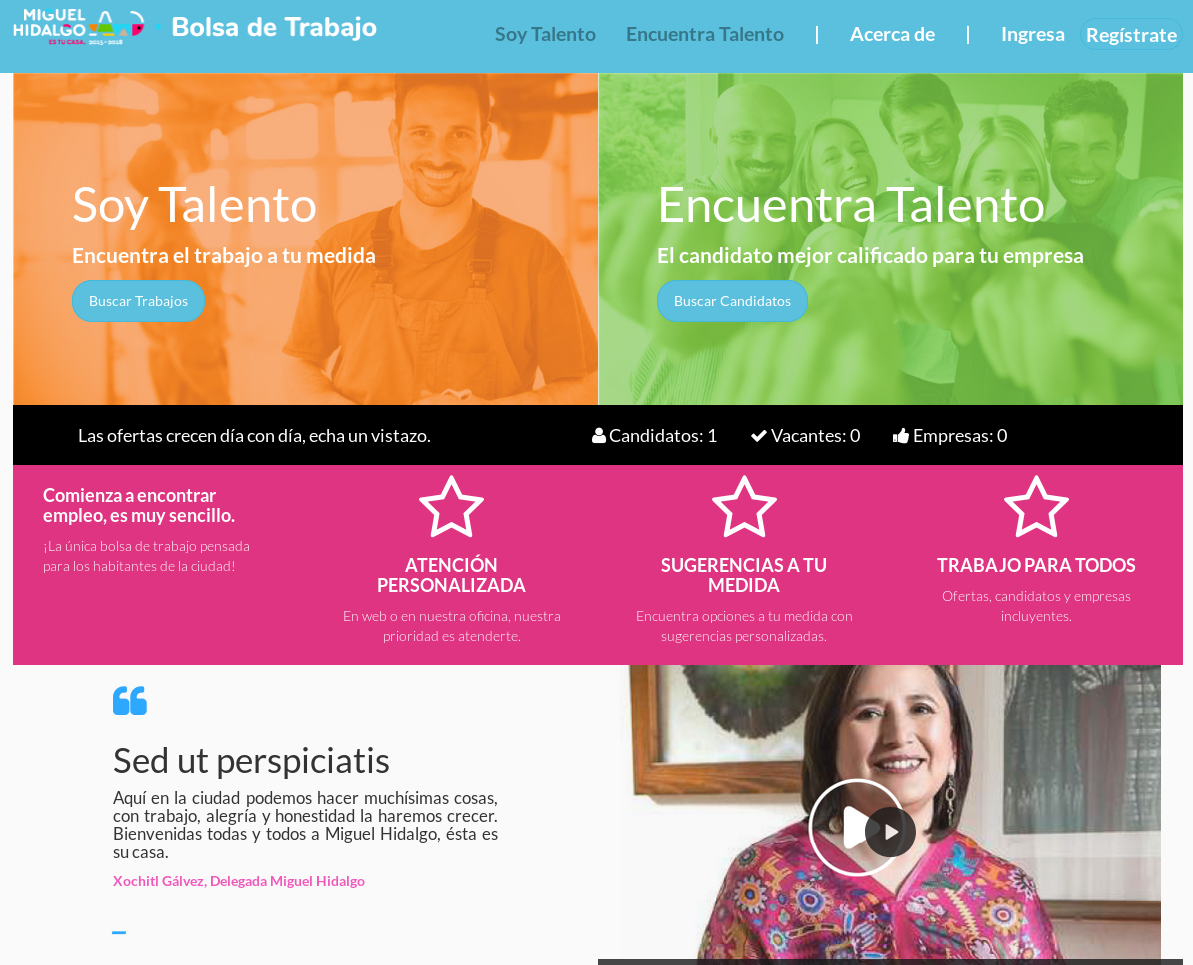 MIGUEL
HIDALGO
ES TU CASA. 2015-2018
Bolsa de Trabajo
Soy Talento
Encuentra Talento
|
Acerca de
|
Ingresa
Regístrate
Soy Talento
Encuentra el trabajo a tu medida
Buscar Trabajos
Encuentra Talento
El candidato mejor calificado para tu empresa
Buscar Candidatos
Las ofertas crecen día con día, echa un vistazo.
Candidatos: 1
Vacantes: 0
Empresas: 0
Comienza a encontrar
empleo, es muy sencillo.
¡La única bolsa de trabajo pensada
para los habitantes de la ciudad!
ATENCIÓN
PERSONALIZADA
En web o en nuestra oficina, nuestra
prioridad es atenderte.
SUGERENCIAS A TU
MEDIDA
Encuentra opciones a tu medida con
sugerencias personalizadas.
TRABAJO PARA TODOS
Ofertas, candidatos y empresas
incluyentes.
Sed ut perspiciatis
Aquí en la ciudad podemos hacer muchísimas cosas,
con trabajo, alegría y honestidad la haremos crecer.
Bienvenidas todas y todos a Miguel Hidalgo, ésta es
su casa.
Xochitl Gálvez, Delegada Miguel Hidalgo